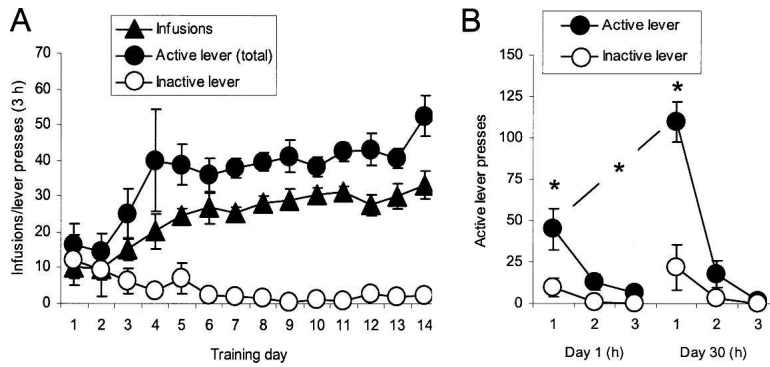 A
Infusions
Active lever (total)
Inactive lever
Infusions/lever presses (3 h)
70
60
50
40
30
20
10
0
1 2 3 4 5 6 7 8 9 10 11 12 13 14
Training day
B
Active lever
Inactive lever
Active lever presses
150
125
100
75
50
25
0
* * *
1 2 3 1 2 3
Day 1 (h) Day 30 (h)